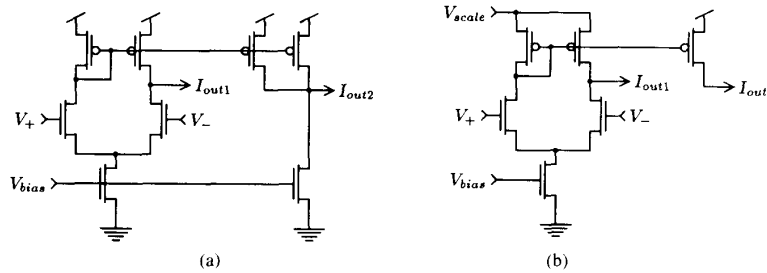 I_out1
I_out2
V_+
V_-
V_bias
(a)
V_scale
I_out1
I_out
V_+
V_-
V_bias
(b)